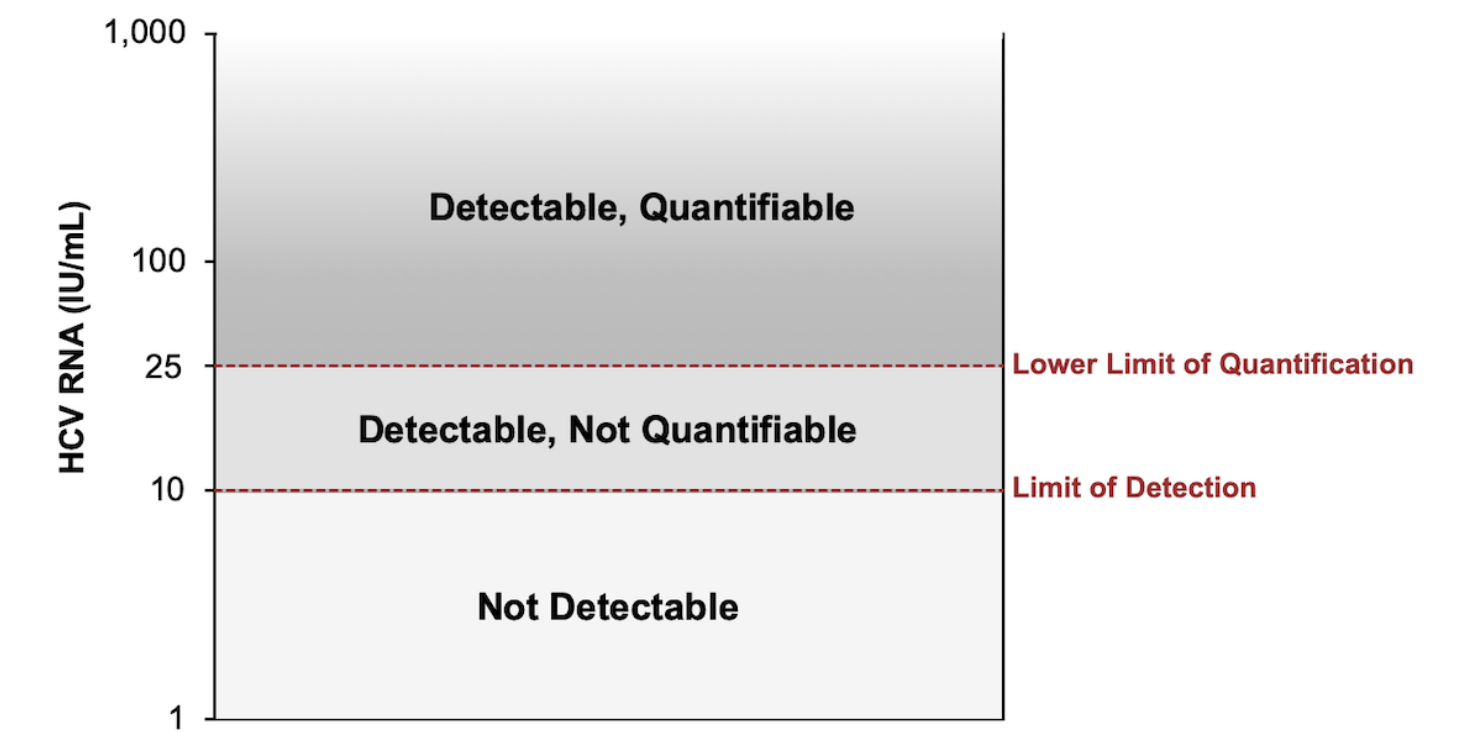 1,000
Detectable, Quantifiable
100
HCV RNA (IU/mL)
25
Lower Limit of Quantification
Detectable, Not Quantifiable
10
Limit of Detection
Not Detectable
1